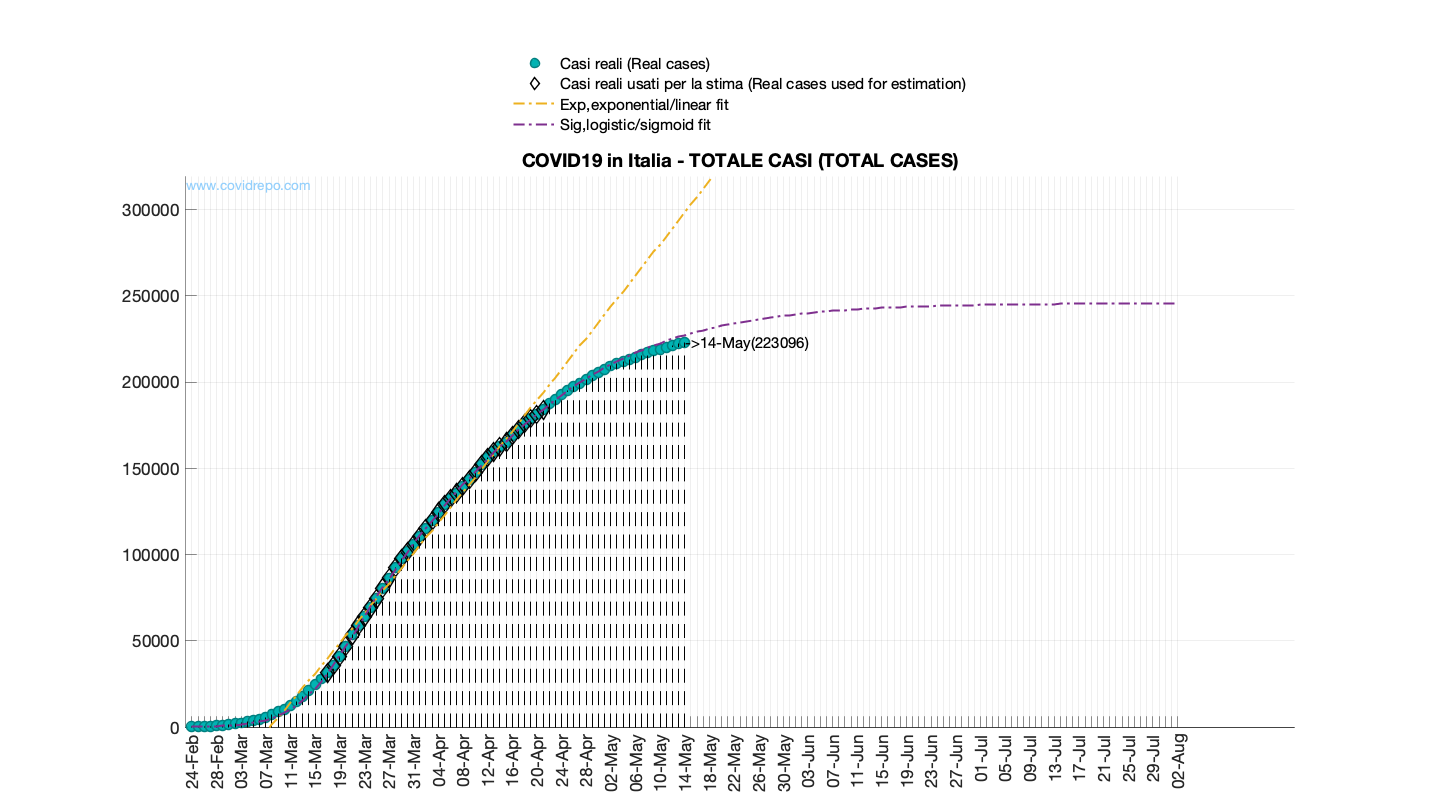 Casi reali (Real cases)
Casi reali usati per la stima (Real cases used for estimation)
Exp,exponential/linear fit
Sig,logistic/sigmoid fit
COVID19 in Italia - TOTALE CASI (TOTAL CASES)
www.covidrepo.com
300000
250000
200000
150000
100000
50000
0
->14-May(223096)
24-Feb
28-Feb
03-Mar
07-Mar
11-Mar
15-Mar
19-Mar
23-Mar
27-Mar
31-Mar
04-Apr
08-Apr
12-Apr
16-Apr
20-Apr
24-Apr
28-Apr
02-May
06-May
10-May
14-May
18-May
22-May
26-May
30-May
03-Jun
07-Jun
11-Jun
15-Jun
19-Jun
23-Jun
27-Jun
01-Jul
05-Jul
09-Jul
13-Jul
17-Jul
21-Jul
25-Jul
29-Jul
02-Aug